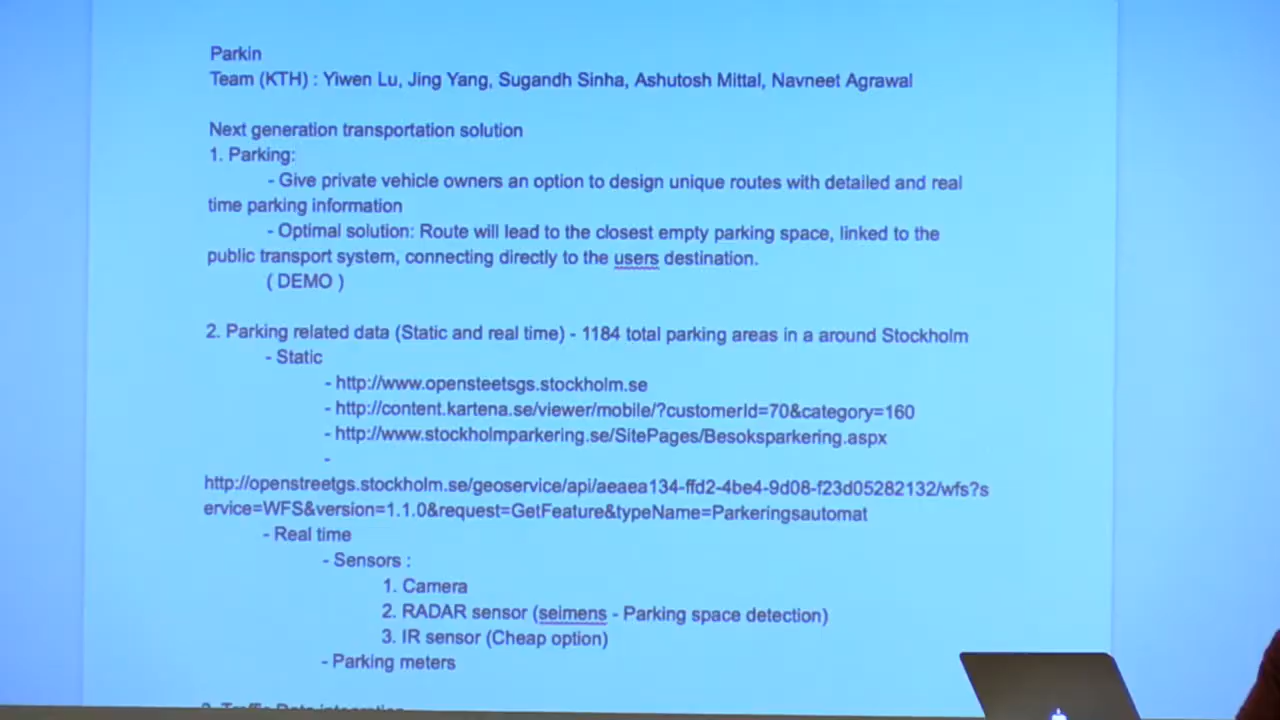 Parkin
Team (KTH) : Yiwen Lu, Jing Yang, Sugandh Sinha, Ashutosh Mittal, Navneet Agrawal
Next generation transportation solution
1. Parking:
- Give private vehicle owners an option to design unique routes with detailed and real
time parking information
- Optimal solution: Route will lead to the closest empty parking space, linked to the
public transport system, connecting directly to the users destination.
( DEMO )
2. Parking related data (Static and real time) - 1184 total parking areas in a around Stockholm
- Static
- http://www.opensteetsgs.stockholm.se
- http://content.kartena.se/viewer/mobile/?customerId=70&category=160
- http://www.stockholmparkering.se/SitePages/Besoksparkering.aspx
-
http://openstreetgs.stockholm.se/geoservice/api/aeaea134-ffd2-4be4-9d08-f23d05282132/wfs?s
ervice=WFS&version=1.1.0&request=GetFeature&typeName=Parkeringsautomat
- Real time
- Sensors :
1. Camera
2. RADAR sensor (seimens - Parking space detection)
3. IR sensor (Cheap option)
- Parking meters
Traffic Data integration